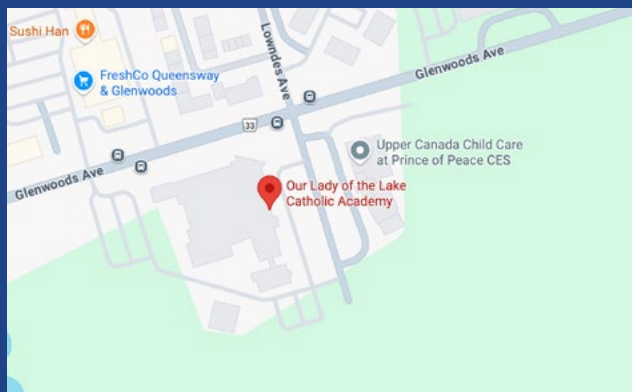 Sushi Han
Lowndes Ave
Glenwoods Ave
FreshCo Queensway
& Glenwoods
33
Upper Canada Child Care
at Prince of Peace CES
Glenwoods Ave
Our Lady of the Lake
Catholic Academy